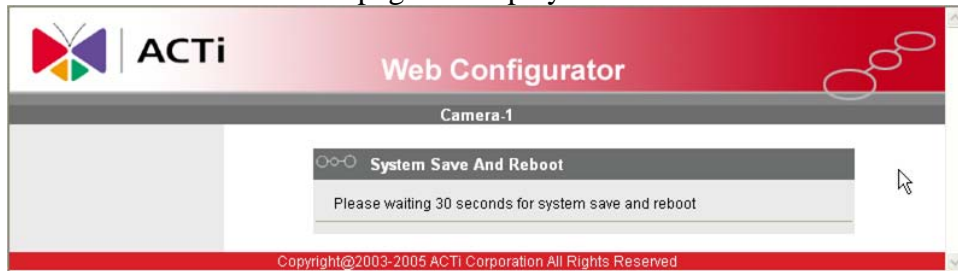 ACTi
Web Configurator
Camera-1
System Save And Reboot
Please waiting 30 seconds for system save and reboot
Copyright@2003-2005 ACTi Corporation All Rights Reserved